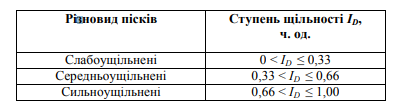 Різновид пісків Ступень щільності I_D,
ч. од.
Слабоущільнені 0 < I_D ≤ 0,33
Середньоущільнені 0,33 < I_D ≤ 0,66
Сильноущільнені 0,66 < I_D ≤ 1,00